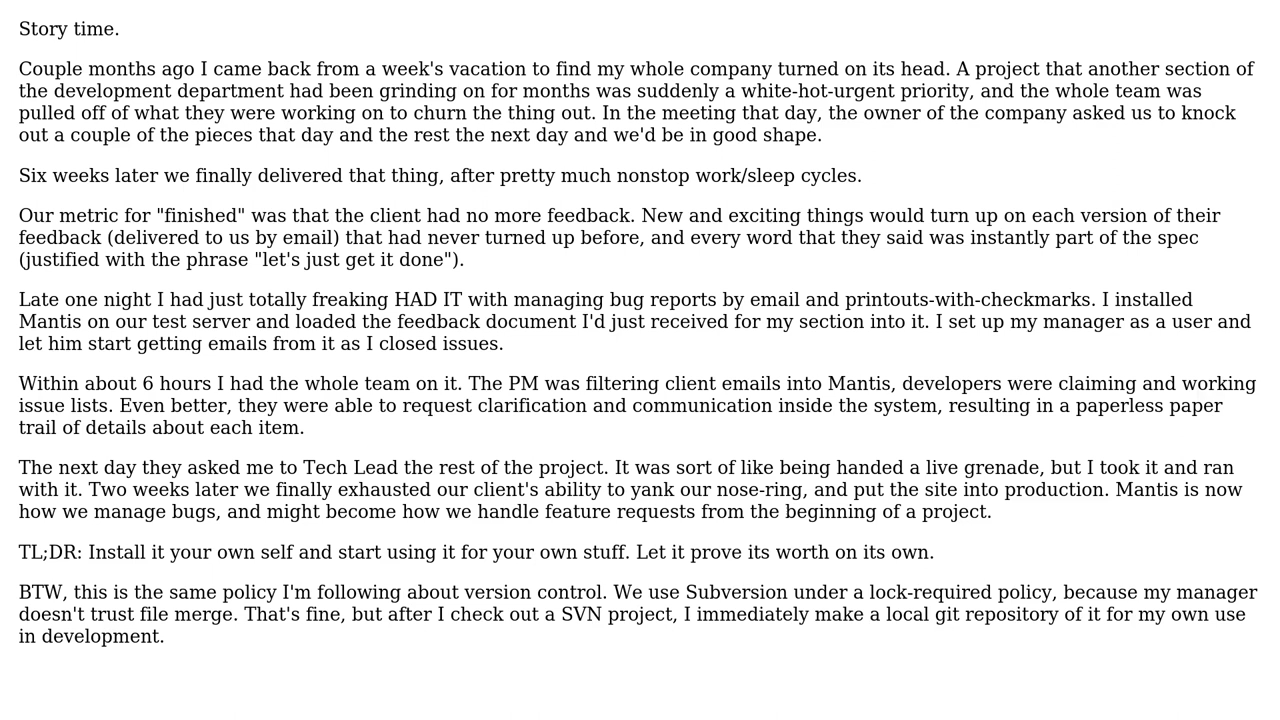 Story time.
Couple months ago I came back from a week's vacation to find my whole company turned on its head. A project that another section of
the development department had been grinding on for months was suddenly a white-hot-urgent priority, and the whole team was
pulled off of what they were working on to churn the thing out. In the meeting that day, the owner of the company asked us to knock
out a couple of the pieces that day and the rest the next day and we'd be in good shape.
Six weeks later we finally delivered that thing, after pretty much nonstop work/sleep cycles.
Our metric for "finished" was that the client had no more feedback. New and exciting things would turn up on each version of their
feedback (delivered to us by email) that had never turned up before, and every word that they said was instantly part of the spec
(justified with the phrase "let's just get it done").
Late one night I had just totally freaking HAD IT with managing bug reports by email and printouts-with-checkmarks. I installed
Mantis on our test server and loaded the feedback document I'd just received for my section into it. I set up my manager as a user and
let him start getting emails from it as I closed issues.
Within about 6 hours I had the whole team on it. The PM was filtering client emails into Mantis, developers were claiming and working
issue lists. Even better, they were able to request clarification and communication inside the system, resulting in a paperless paper
trail of details about each item.
The next day they asked me to Tech Lead the rest of the project. It was sort of like being handed a live grenade, but I took it and ran
with it. Two weeks later we finally exhausted our client's ability to yank our nose-ring, and put the site into production. Mantis is now
how we manage bugs, and might become how we handle feature requests from the beginning of a project.
TL;DR: Install it your own self and start using it for your own stuff. Let it prove its worth on its own.
BTW, this is the same policy I'm following about version control. We use Subversion under a lock-required policy, because my manager
doesn't trust file merge. That's fine, but after I check out a SVN project, I immediately make a local git repository of it for my own use
in development.